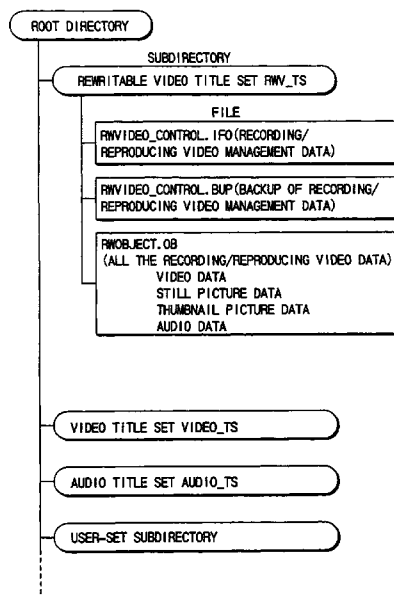 ROOT DIRECTORY
SUBDIRECTORY
REWRITABLE VIDEO TITLE SET RWV_TS
FILE
RWVIDEO_CONTROL.IFO(RECORDING/
REPRODUCING VIDEO MANAGEMENT DATA)
RWVIDEO_CONTROL.BUP(BACKUP OF RECORDING/
REPRODUCING VIDEO MANAGEMENT DATA)
RWOBJECT.OB
(ALL THE RECORDING/REPRODUCING VIDEO DATA)
VIDEO DATA
STILL PICTURE DATA
THUMBNAIL PICTURE DATA
AUDIO DATA
VIDEO TITLE SET VIDEO_TS
AUDIO TITLE SET AUDIO_TS
USER-SET SUBDIRECTORY